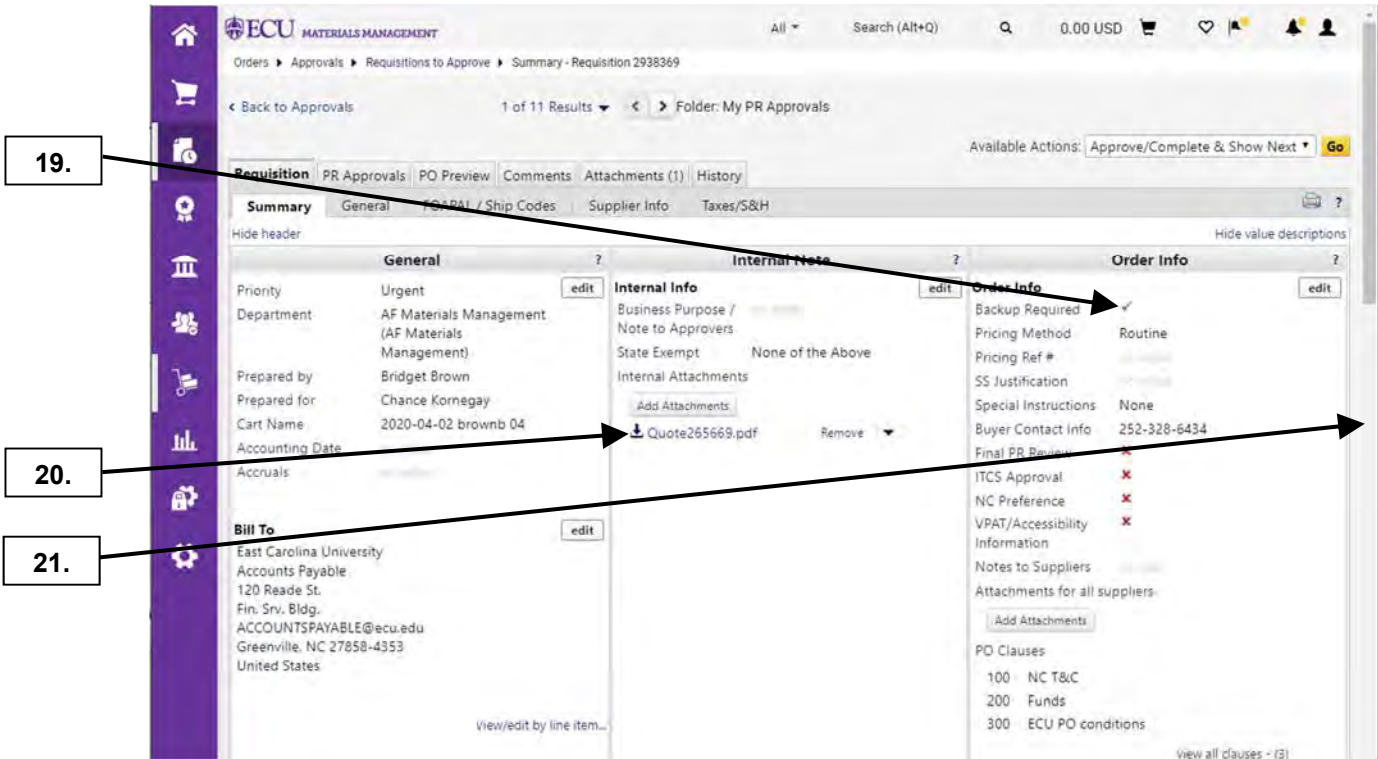 ECU MATERIALS MANAGEMENT
All
Search (Alt+Q)
0.00 USD
Orders Approvals Requisitions to Approve Summary - Requisition 2938369
Back to Approvals
1 of 11 Results
Folder: My PR Approvals
19.
Available Actions: Approve/Complete & Show Next Go
Requisition PR Approvals PO Preview Comments Attachments (1) History
Summary General FOAPAL / Ship Codes Supplier Info Taxes/S&H ?
Hide header
Hide value descriptions
General ?
Priority Urgent edit
Department AF Materials Management
(AF Materials
Management)
Prepared by Bridget Brown
Prepared for Chance Kornegay
Cart Name 2020-04-02 brownb 04
Accounting Date
Accruals
Bill To edit
East Carolina University
Accounts Payable
120 Reade St.
Fin. Srv. Bldg.
ACCOUNTSPAYABLE@ecu.edu
Greenville, NC 27858-4353
United States
View/edit by line item...
Internal Note ?
Internal Info edit
Business Purpose /
Note to Approvers
State Exempt None of the Above
Internal Attachments
Add Attachments
Quote265669.pdf Remove
Order Info ?
Order Info edit
Backup Required
Pricing Method Routine
Pricing Ref #
SS Justification
Special Instructions None
Buyer Contact Info 252-328-6434
Final PR Review
ITCS Approval
NC Preference
VPAT/Accessibility
Information
Notes to Suppliers
Attachments for all suppliers
Add Attachments
PO Clauses
100 NC T&C
200 Funds
300 ECU PO conditions
view all clauses - (3)
20.
21.